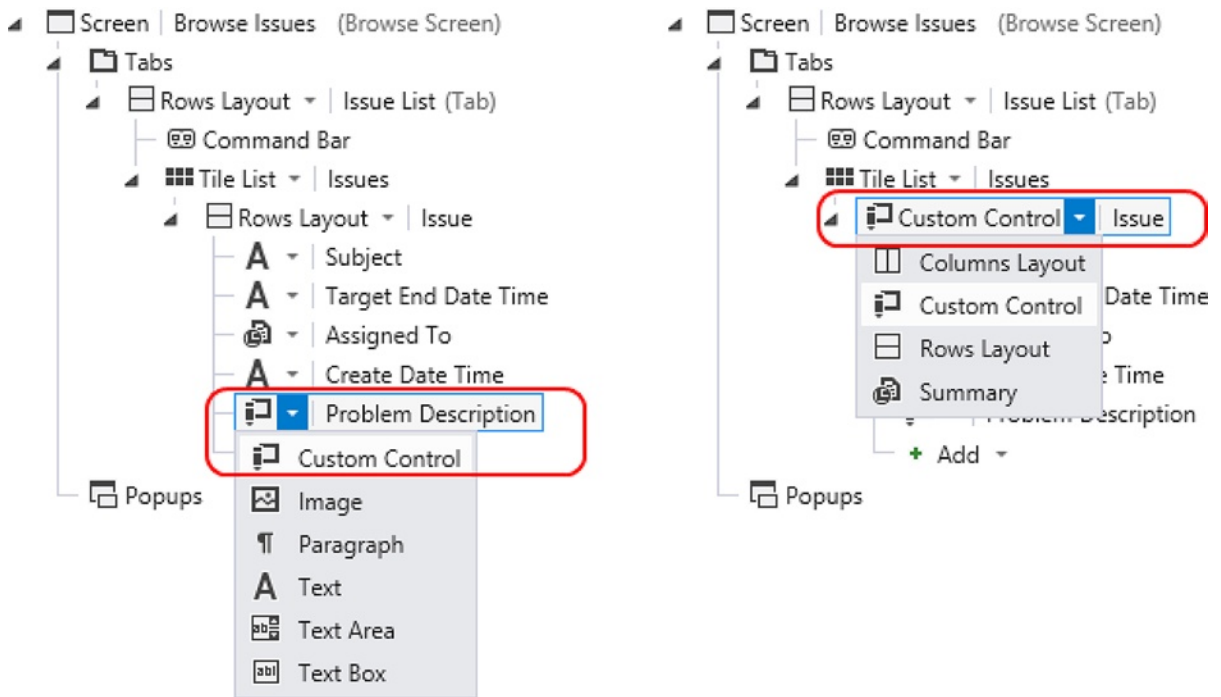 Screen | Browse Issues (Browse Screen)
Tabs
Rows Layout | Issue List (Tab)
Command Bar
Tile List | Issues
Rows Layout | Issue
A Subject
A Target End Date Time
Assigned To
A Create Date Time
Problem Description
Custom Control
Image
¶ Paragraph
A Text
Text Area
abl Text Box
Popups
Screen | Browse Issues (Browse Screen)
Tabs
Rows Layout | Issue List (Tab)
Command Bar
Tile List | Issues
Custom Control | Issue
Columns Layout
Custom Control
Date Time
Rows Layout
Time
Summary
Description
+ Add
Popups